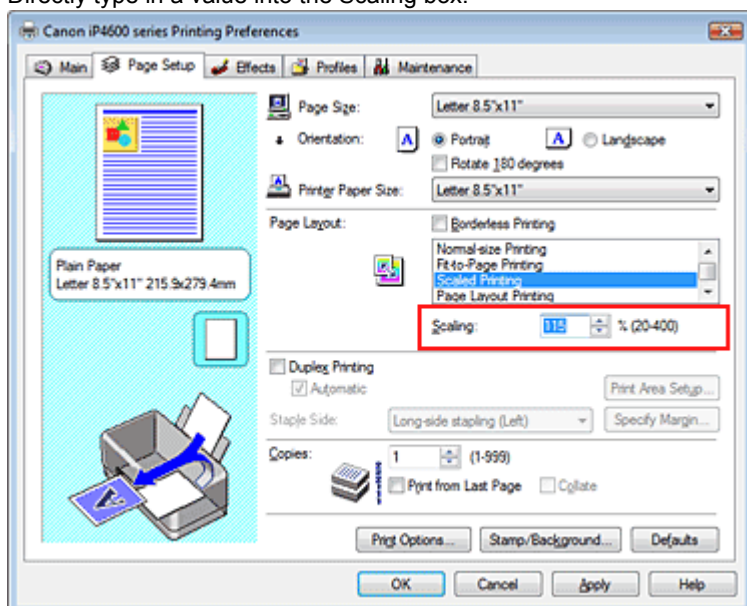 Directly type in a value into the Scaling box.
Canon iP4600 series Printing Preferences
Main Page Setup Effects Profiles Maintenance
Page Size: Letter 8.5"x11"
Orientation: A Portrait A Landscape
Rotate 180 degrees
Printer Paper Size: Letter 8.5"x11"
Page Layout: Borderless Printing
Normal-size Printing
Fit-to-Page Printing
Scaled Printing
Page Layout Printing
Plain Paper
Letter 8.5"x11" 215.9x279.4mm
Scaling: 115 % (20-400)
Duplex Printing
Automatic Print Area Setup...
Staple Side: Long-side stapling (Left) Specify Margin...
Copies: 1 (1-999)
Print from Last Page Collate
Print Options... Stamp/Background... Defaults
OK Cancel Apply Help